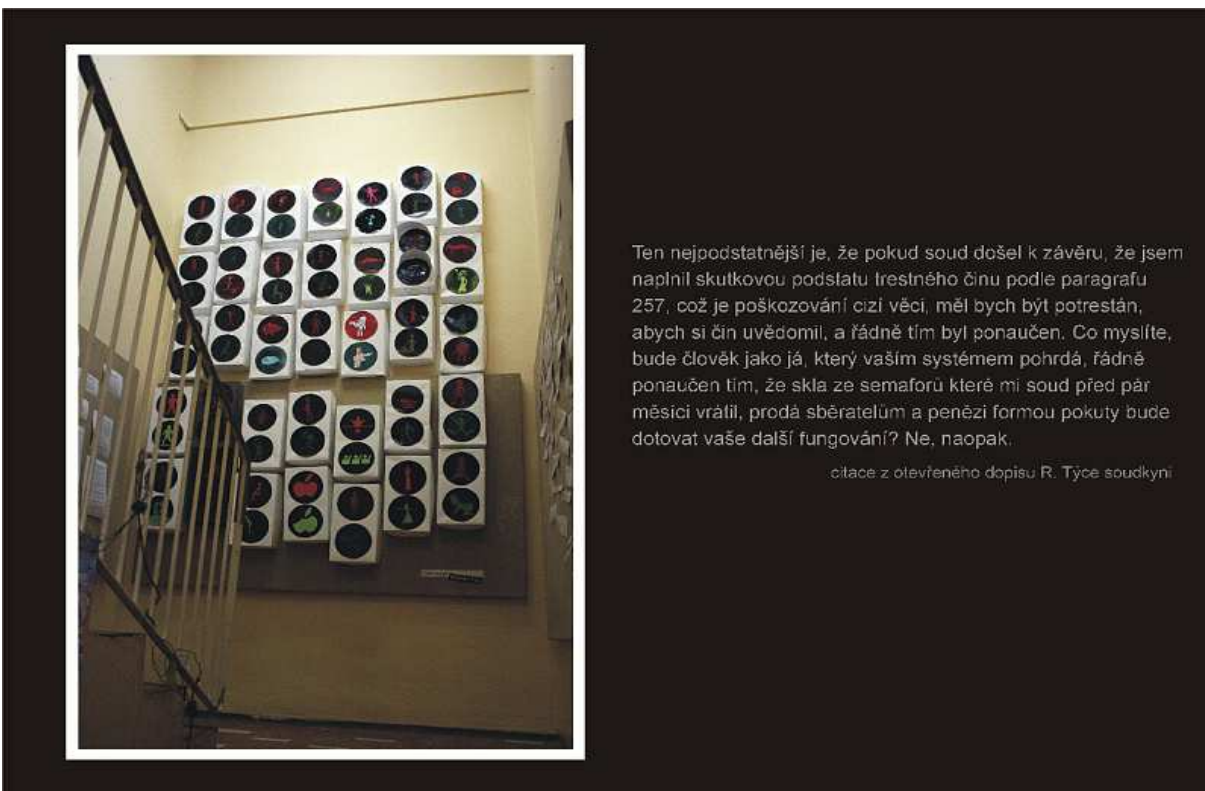 Ten nejpodstatnější je, že pokud soud došel k závěru, že jsem
naplnil skutkovou podstatu trestného činu podle paragrafu
257, což je poškozování cizí věci, měl bych být potrestán,
abych si čin uvědomil, a řádně tím byl ponaučen. Co myslíte,
bude člověk jako já, který vaším systémem pohrdá, řádně
ponaučen tím, že skla ze semaforů které mi soud před pár
měsíci vrátil, prodá sběratelům a penězi formou pokuty bude
dotovat vaše další fungování? Ne, naopak.
citace z otevřeného dopisu R. Týce soudkyni